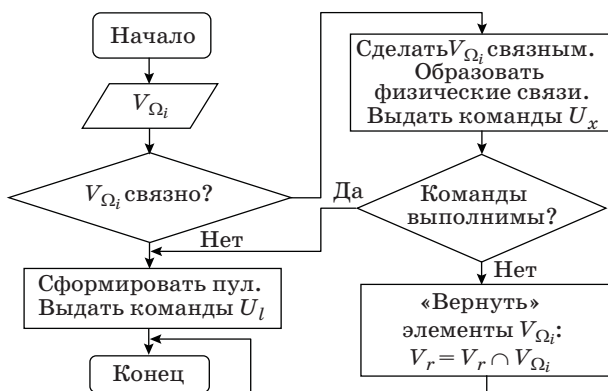 Начало
V_{Ω_i}
V_{Ω_i} связно?
Нет
Сформировать пул.
Выдать команды U_l
Конец
Сделать V_{Ω_i} связным.
Образовать
физические связи.
Выдать команды U_x
Да
Команды
выполнимы?
Нет
«Вернуть»
элементы V_{Ω_i}:
V_r = V_r ∩ V_{Ω_i}